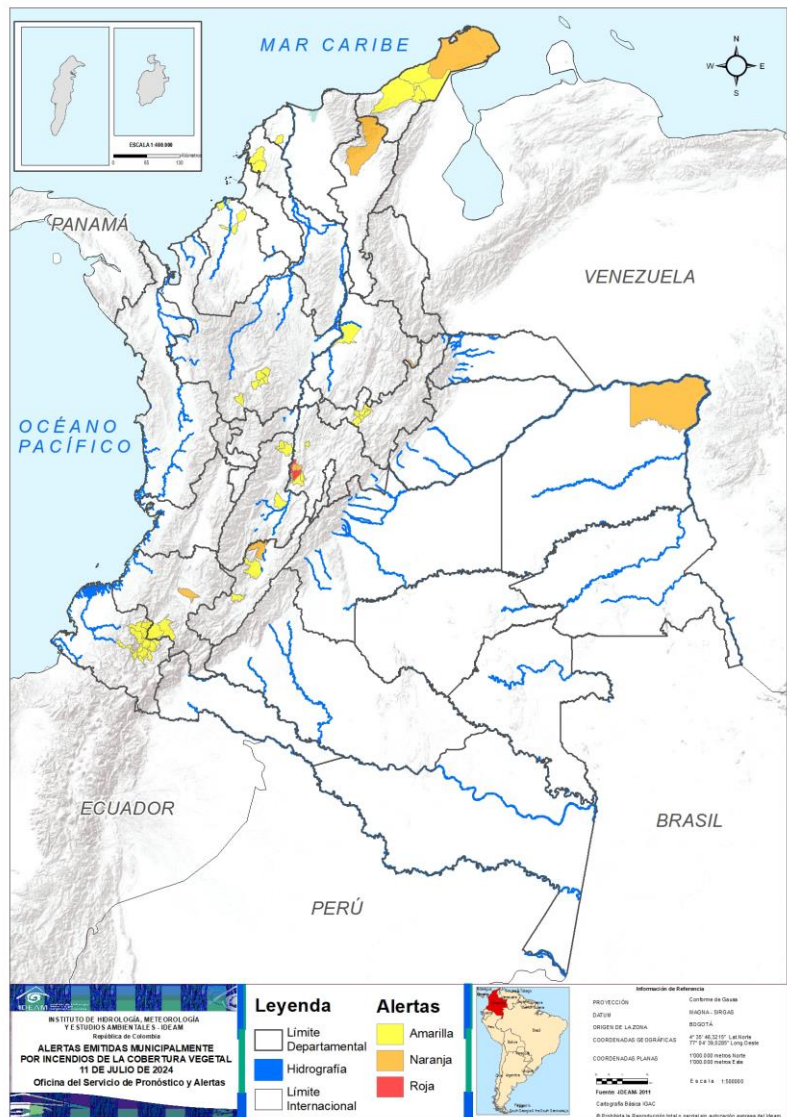 MAR CARIBE
N
W
E
S
ESCALA 1:400.000
PANAMÁ
VENEZUELA
OCÉANO
PACÍFICO
ECUADOR
BRASIL
PERÚ
IDEAM
INSTITUTO DE HIDROLOGÍA, METEOROLOGÍA
Y ESTUDIOS AMBIENTALES - IDEAM
República de Colombia
ALERTAS EMITIDAS MUNICIPALMENTE
POR INCENDIOS DE LA COBERTURA VEGETAL
11 DE JULIO DE 2024
Oficina del Servicio de Pronóstico y Alertas
Leyenda
Límite
Departamental
Hidrografía
Límite
Internacional
Alertas
Amarilla
Naranja
Roja
Información de Referencia
PROYECCIÓN Conforme de Gauss
DATUM MAGNA - SIRGAS
ORIGEN DE LA ZONA BOGOTÁ
COORDENADAS GEOGRÁFICAS
COORDENADAS PLANAS 1'000.000 metros Norte
1'000.000 metros Este
Escala 1:500000
Fuente: IDEAM- 2011
Cartografía Básica IGAC